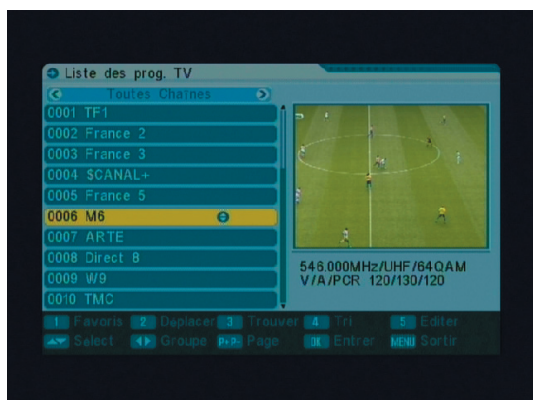 Liste des prog. TV
Toutes Chaînes
0001 TF1
0002 France 2
0003 France 3
0004 $CANAL+
0005 France 5
0006 M6
0007 ARTE
0008 Direct 8
0009 W9
0010 TMC
546.000MHz/UHF/64QAM
V/A/PCR 120/130/120
1 Favoris 2 Deplacer 3 Trouver 4 Tri 5 Editer
Select Groupe P+P- Page OK Entrer MENU Sortir